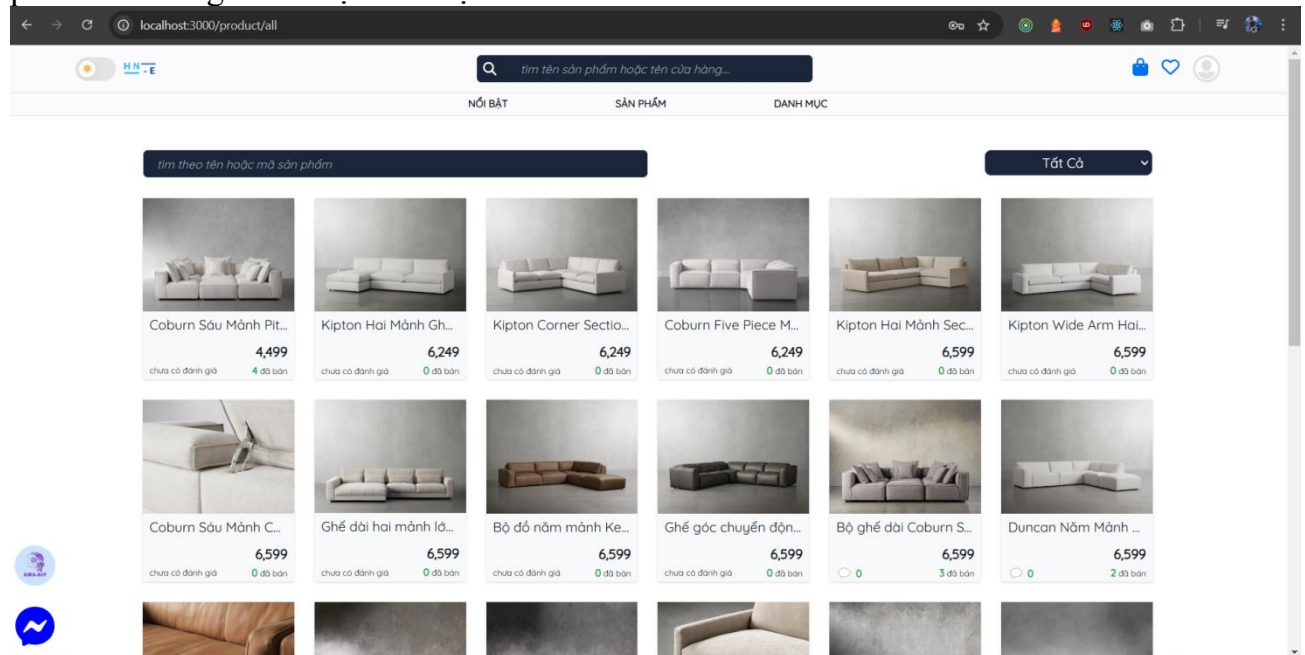 localhost:3000/product/all
HN-E
tìm tên sản phẩm hoặc tên cửa hàng...
NỔI BẬT SẢN PHẨM DANH MỤC
tìm theo tên hoặc mã sản phẩm
Tất Cả
Coburn Sáu Mảnh Pit... Kipton Hai Mảnh Gh... Kipton Corner Sectio... Coburn Five Piece M... Kipton Hai Mảnh Sec... Kipton Wide Arm Hai...
4,499 6,249 6,249 6,249 6,599 6,599
chưa có đánh giá 4 đã bán chưa có đánh giá 0 đã bán chưa có đánh giá 0 đã bán chưa có đánh giá 0 đã bán chưa có đánh giá 0 đã bán chưa có đánh giá 0 đã bán
Coburn Sáu Mảnh C... Ghế dài hai mảnh lớ... Bộ đồ năm mảnh Ke... Ghế góc chuyển độn... Bộ ghế dài Coburn S... Duncan Năm Mảnh ...
6,599 6,599 6,599 6,599 6,599 6,599
chưa có đánh giá 0 đã bán chưa có đánh giá 0 đã bán chưa có đánh giá 0 đã bán chưa có đánh giá 0 đã bán 0 3 đã bán 0 2 đã bán